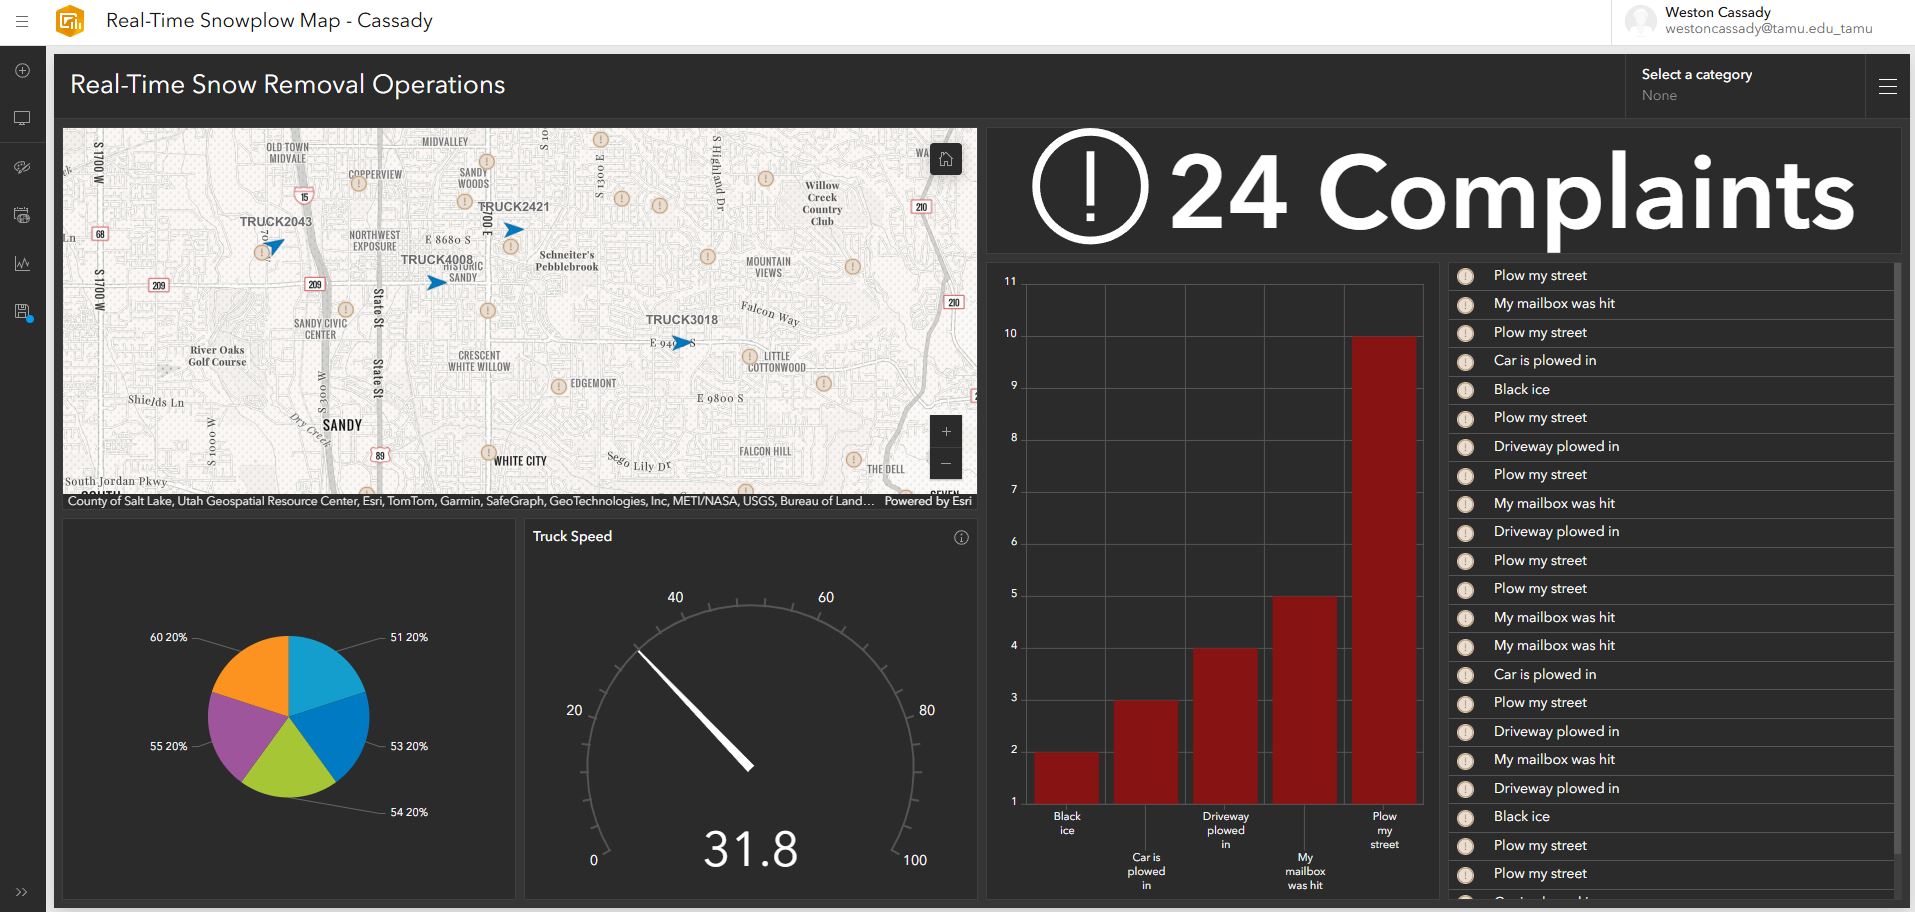 Real-Time Snowplow Map - Cassady
Weston Cassady
westoncassady@tamu.edu_tamu
Real-Time Snow Removal Operations
Select a category
None
S 1700 W
OLD TOWN
MIDVALE
MIDVALLEY
COPPERVIEW
SANDY
WOODS
S 10
S 1300 E
S Highland Dr
WA
Willow
Creek
Country
Club
15
210
TRUCK2043
TRUCK2421
700 E
68
Ln
NORTHWEST
EXPOSURE
E 8680 S
TRUCK4008
HISTORIC
SANDY
Schneiter's
Pebblebrook
MOUNTAIN
VIEWS
S 1700 W
209
209
State St
210
SANDY CIVIC
CENTER
TRUCK3018
Falcon Way
E 94 S
River Oaks
Golf Course
CRESCENT
WHITE WILLOW
LITTLE
COTTONWOOD
State St
S 300 W
EDGEMONT
E 9800 S
Shields Ln
Dry Creek
SANDY
S 1000 W
89
WHITE CITY
Sego Lily Dr
FALCON HILL
THE DELL
South Jordan Pkwy
County of Salt Lake, Utah Geospatial Resource Center, Esri, TomTom, Garmin, SafeGraph, GeoTechnologies, Inc, METI/NASA, USGS, Bureau of Land...
Powered by Esri
24 Complaints
60 20%
51 20%
55 20%
53 20%
54 20%
Truck Speed
0
20
40
60
80
100
31.8
11
10
9
8
7
6
5
4
3
2
1
Black
ice
Car is
plowed
in
Driveway
plowed
in
My
mailbox
was hit
Plow
my
street
Plow my street
My mailbox was hit
Plow my street
Car is plowed in
Black ice
Plow my street
Driveway plowed in
Plow my street
My mailbox was hit
Driveway plowed in
Plow my street
Plow my street
My mailbox was hit
My mailbox was hit
Car is plowed in
Plow my street
Driveway plowed in
My mailbox was hit
Driveway plowed in
Black ice
Plow my street
Plow my street